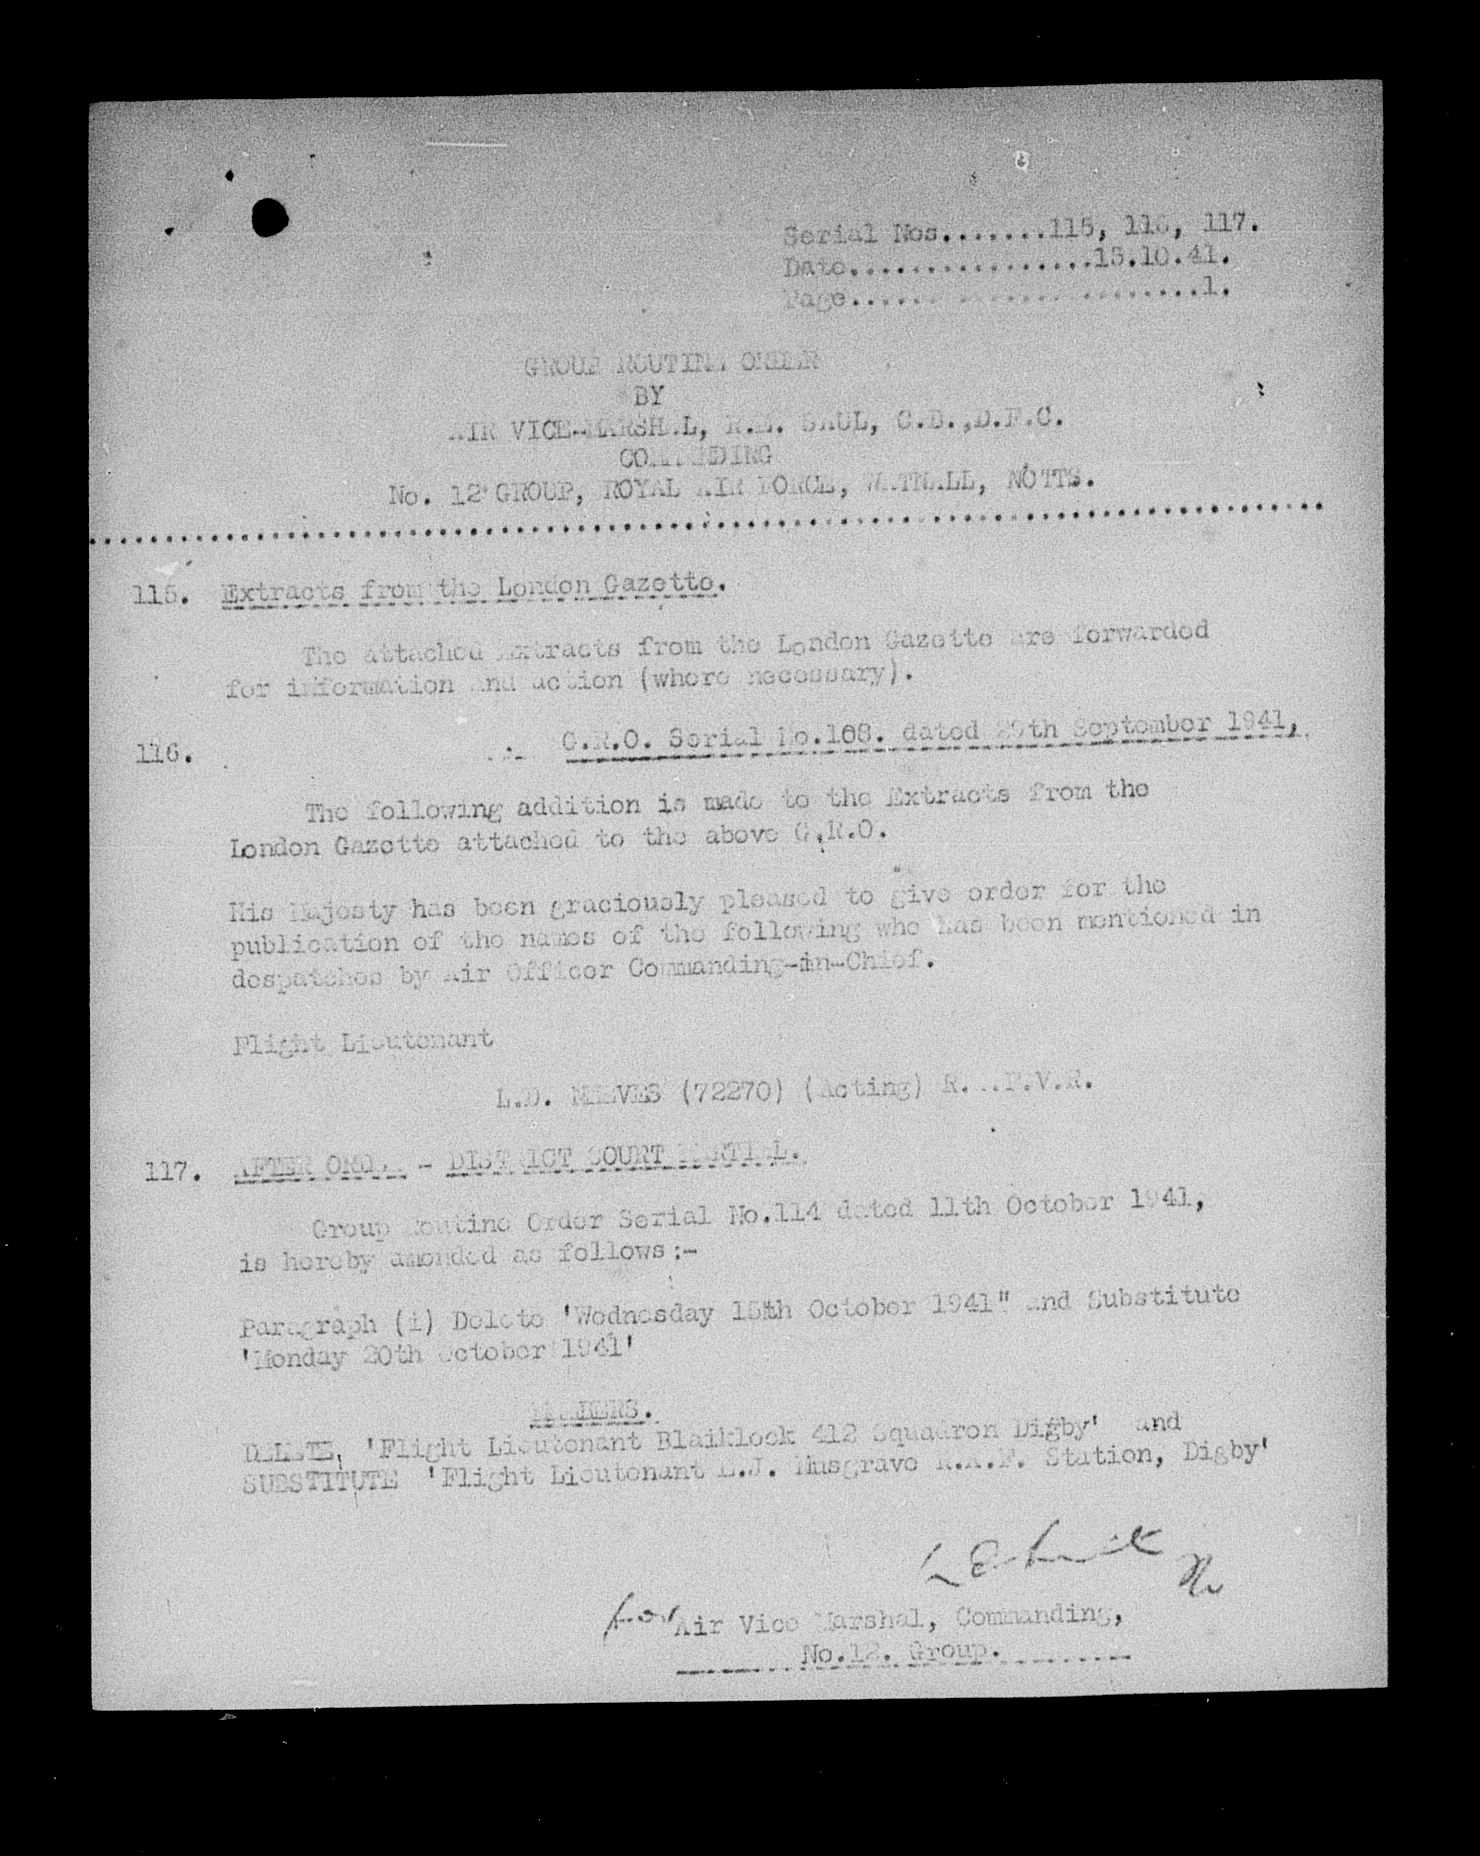 Serial Nos.......115, 116, 117.
Date.................15.10.41.
Page.........................1.
GROUP ROUTINE ORDER
BY
AIR VICE-MARSHAL, R.E. SAUL, C.B.,D.F.C.
COMMANDING
No. 12 GROUP, ROYAL AIR FORCE, WATNALL, NOTTS.
115. Extracts from the London Gazette.
The attached Extracts from the London Gazette are forwarded
for information and action (where necessary).
116. G.R.O. Serial No.108. dated 29th September 1941,
The following addition is made to the Extracts from the
London Gazette attached to the above G.R.O.
His Majesty has been graciously pleased to give order for the
publication of the names of the following who has been mentioned in
despatches by Air Officer Commanding-in-Chief.
Flight Lieutenant
L.D. (72270) (Acting) R.A.F.V.R.
117. AFTER ORDER - DISTRICT COURT MARTIAL.
Group Routine Order Serial No.114 dated 11th October 1941,
is hereby amended as follows:-
Paragraph (i) Delete 'Wednesday 15th October 1941" and Substitute
'Monday 20th October 1941'
MEMBERS.
DELETE, 'Flight Lieutenant Blaiklock 412 Squadron Digby' and
SUBSTITUTE 'Flight Lieutenant Musgrave R.A.F. Station, Digby'
for Air Vice Marshal, Commanding,
No.12. Group.